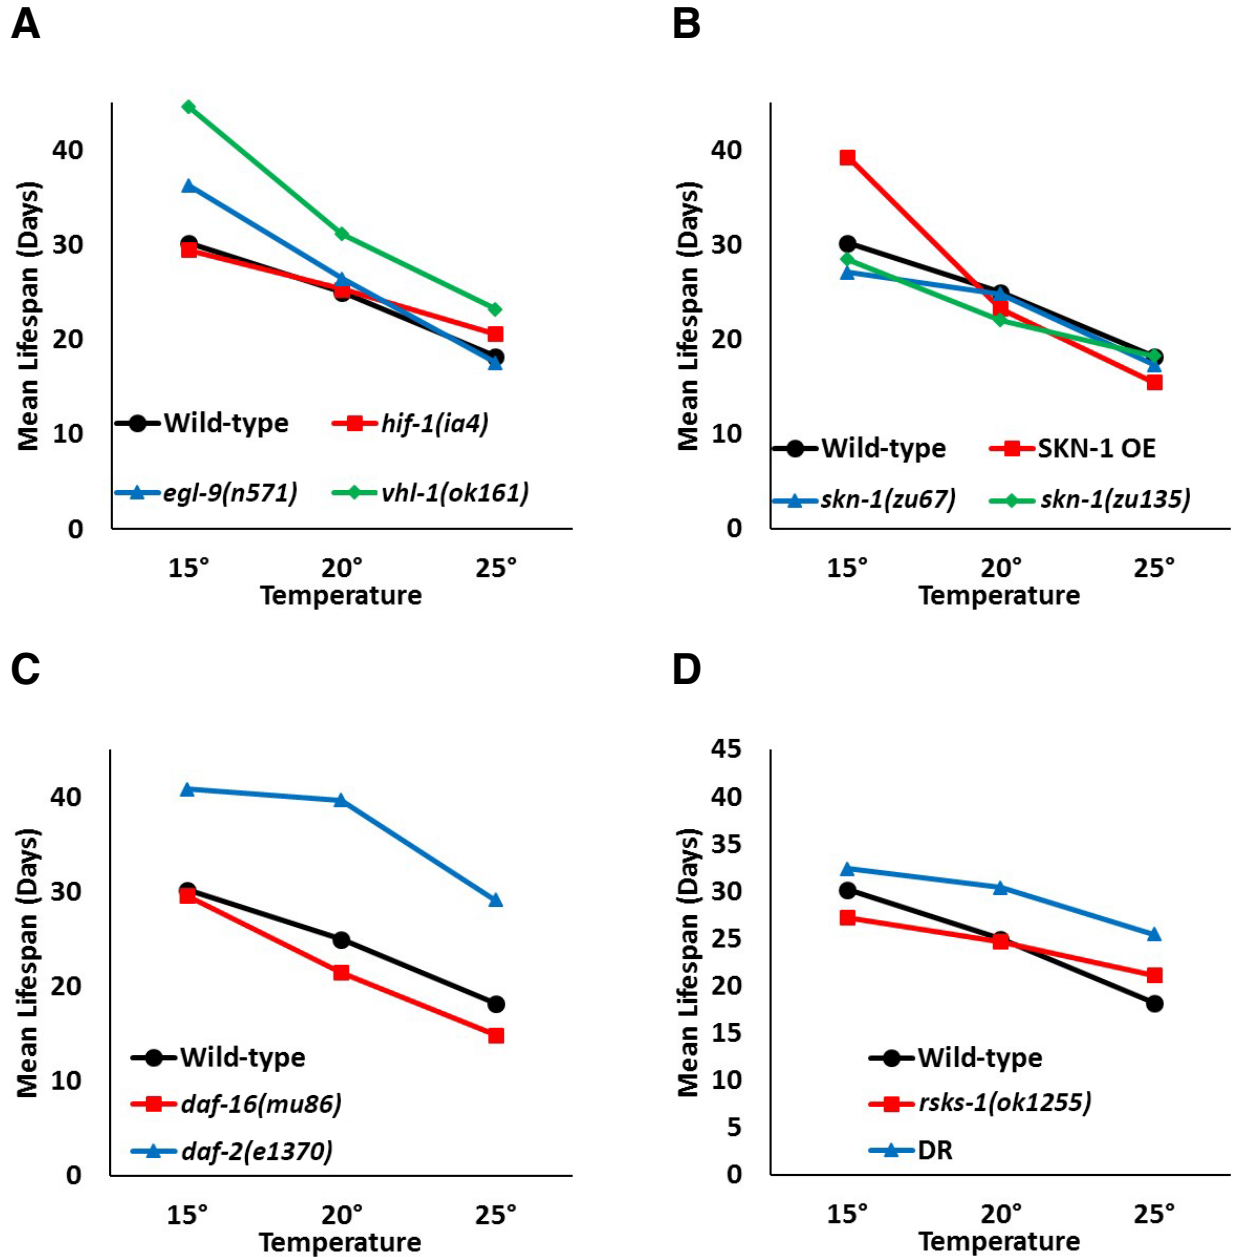 A
Mean Lifespan (Days)
40
30
20
10
0
Wild-type
hif-1(ia4)
egl-9(n571)
vhl-1(ok161)
15°
20°
25°
Temperature
B
Mean Lifespan (Days)
40
30
20
10
0
Wild-type
SKN-1 OE
skn-1(zu67)
skn-1(zu135)
15°
20°
25°
Temperature
C
Mean Lifespan (Days)
40
30
20
10
0
Wild-type
daf-16(mu86)
daf-2(e1370)
15°
20°
25°
Temperature
D
Mean Lifespan (Days)
45
40
35
30
25
20
15
10
5
0
Wild-type
rsks-1(ok1255)
DR
15°
20°
25°
Temperature